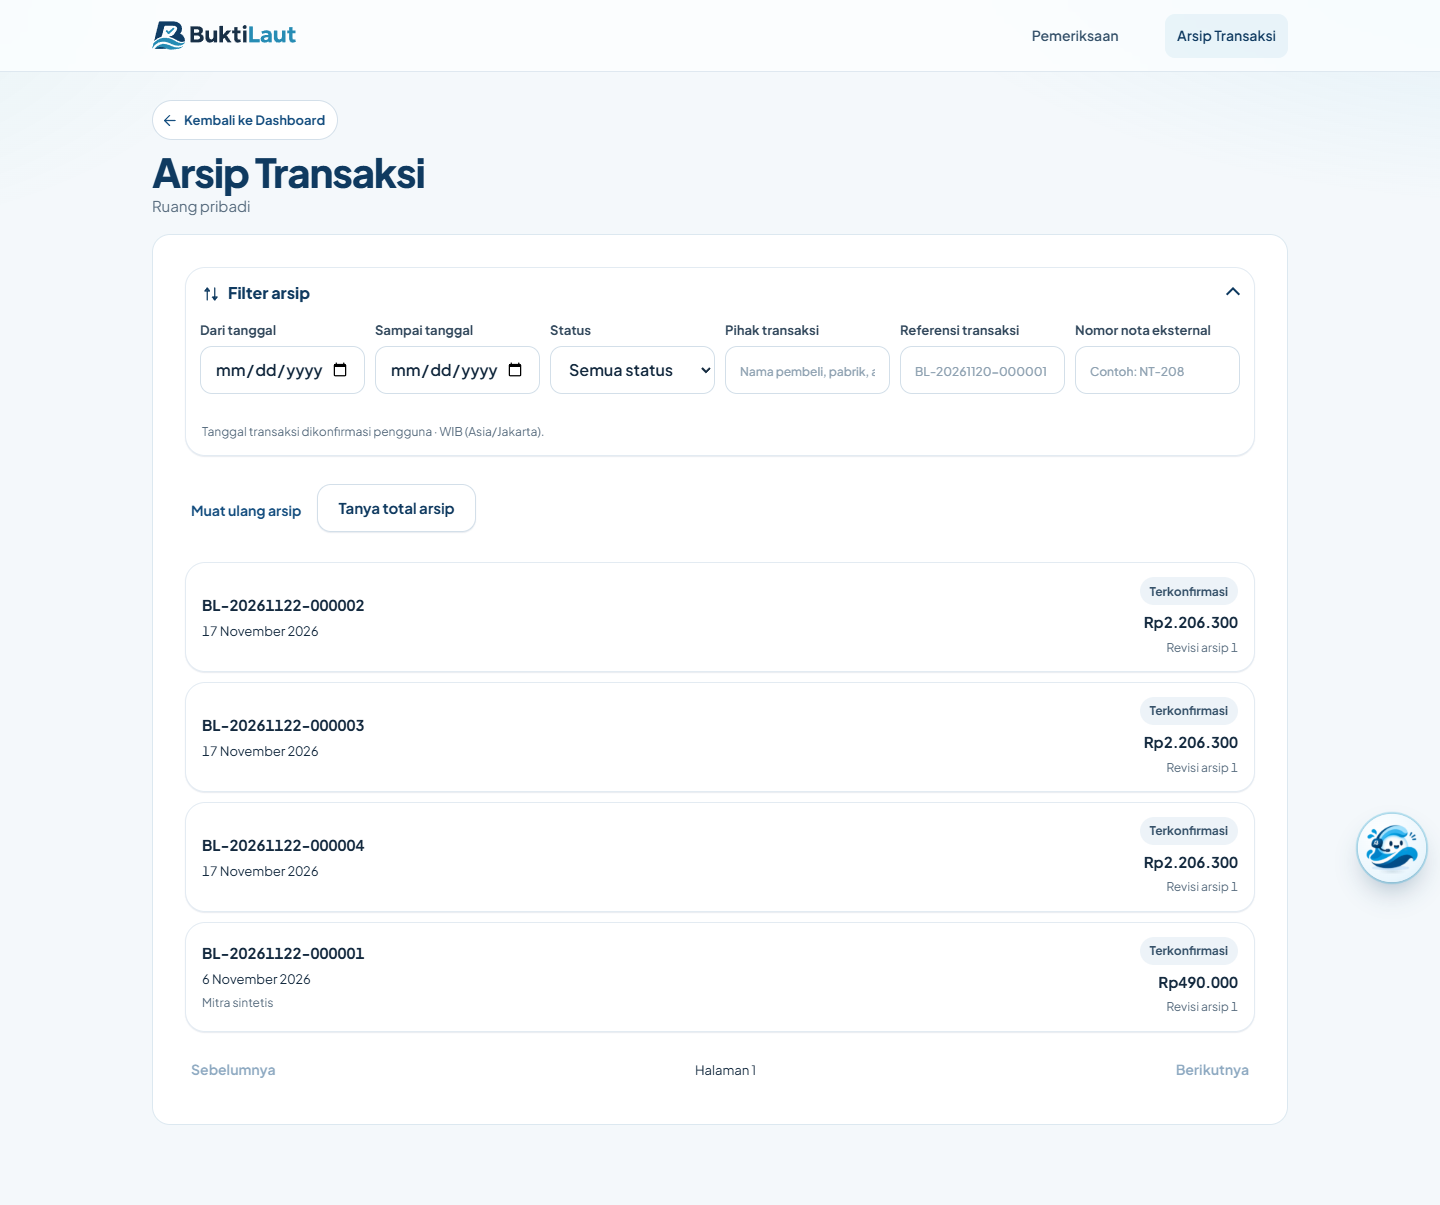 BuktiLaut
Pemeriksaan
Arsip Transaksi
Kembali ke Dashboard
Arsip Transaksi
Ruang pribadi
Filter arsip
Dari tanggal
Sampai tanggal
Status
Pihak transaksi
Referensi transaksi
Nomor nota eksternal
mm/dd/yyyy
mm/dd/yyyy
Semua status
Nama pembeli, pabrik,
BL-20261120-000001
Contoh: NT-208
Tanggal transaksi dikonfirmasi pengguna · WIB (Asia/Jakarta).
Muat ulang arsip
Tanya total arsip
BL-20261122-000002
17 November 2026
Terkonfirmasi
Rp2.206.300
Revisi arsip 1
BL-20261122-000003
17 November 2026
Terkonfirmasi
Rp2.206.300
Revisi arsip 1
BL-20261122-000004
17 November 2026
Terkonfirmasi
Rp2.206.300
Revisi arsip 1
BL-20261122-000001
6 November 2026
Mitra sintetis
Terkonfirmasi
Rp490.000
Revisi arsip 1
Sebelumnya
Halaman 1
Berikutnya